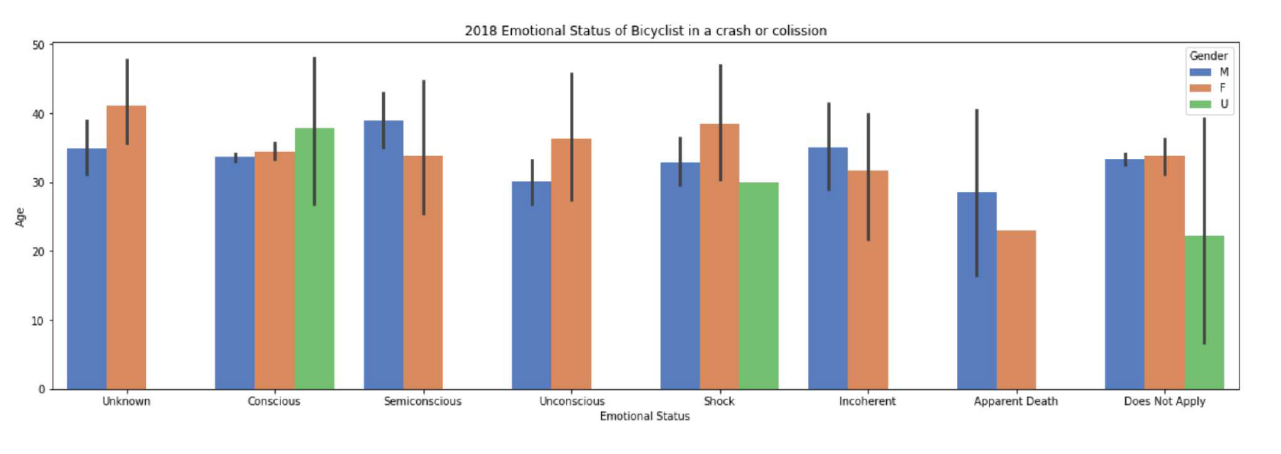 2018 Emotional Status of Bicyclist in a crash or colission
Gender
M
F
U
50
40
30
20
10
0
Age
Unknown Conscious Semiconscious Unconscious Shock Incoherent Apparent Death Does Not Apply
Emotional Status